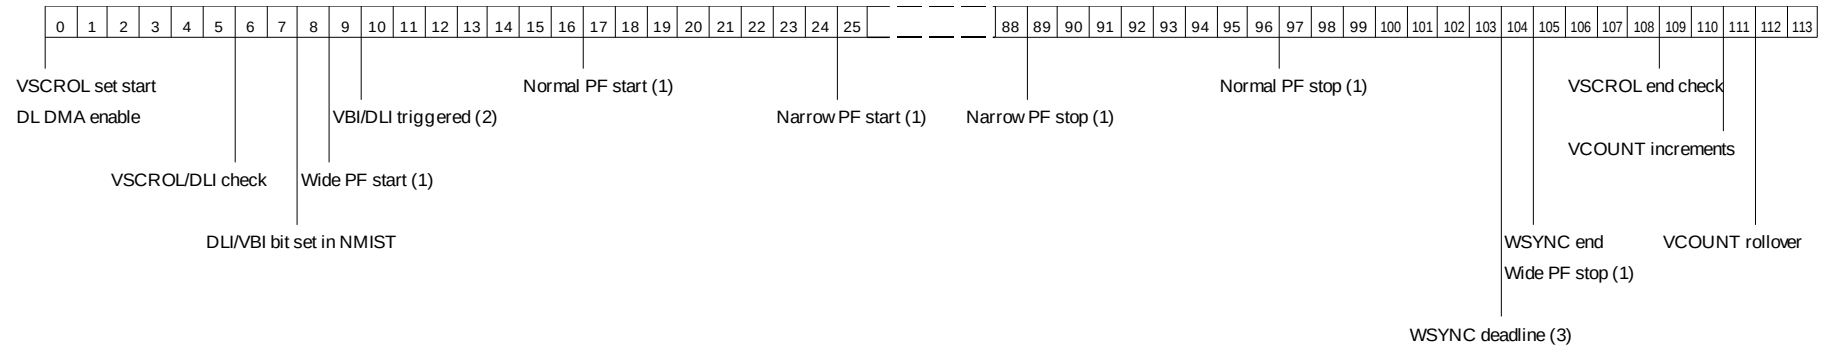 0 1 2 3 4 5 6 7 8 9 10 11 12 13 14 15 16 17 18 19 20 21 22 23 24 25 88 89 90 91 92 93 94 95 96 97 98 99 100 101 102 103 104 105 106 107 108 109 110 111 112 113
VSCROL set start Normal PF start (1) Normal PF stop (1) VSCROL end check
DL DMA enable VBI/DLI triggered (2) Narrow PF start (1) Narrow PF stop (1)
VCOUNT increments
VSCROL/DLI check Wide PF start (1)
DLI/VBI bit set in NMIST WSYNC end VCOUNT rollover
Wide PF stop (1)
WSYNC deadline (3)